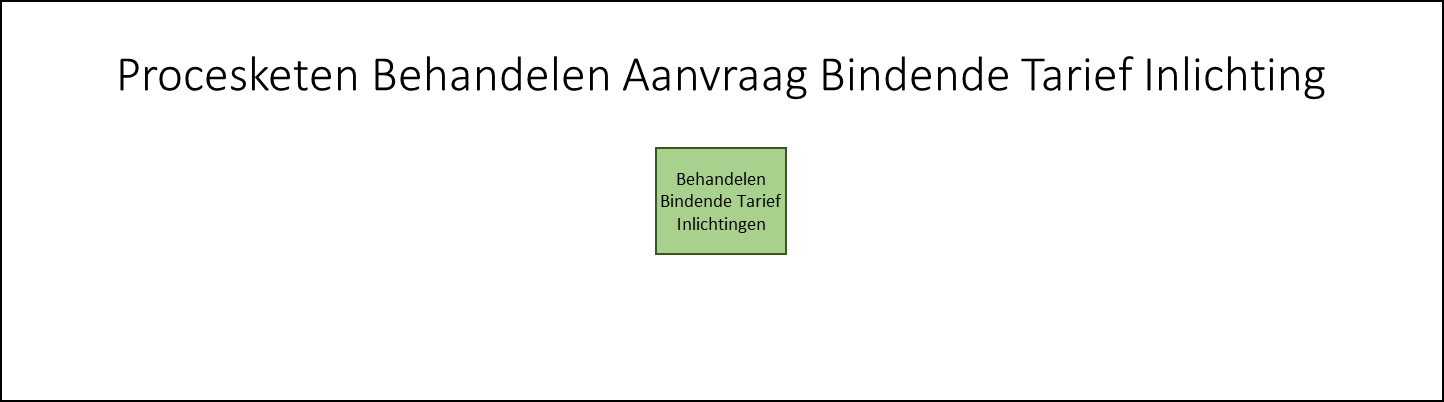 Procesketen Behandelen Aanvraag Bindende Tarief Inlichting
Behandelen
Bindende Tarief
Inlichtingen